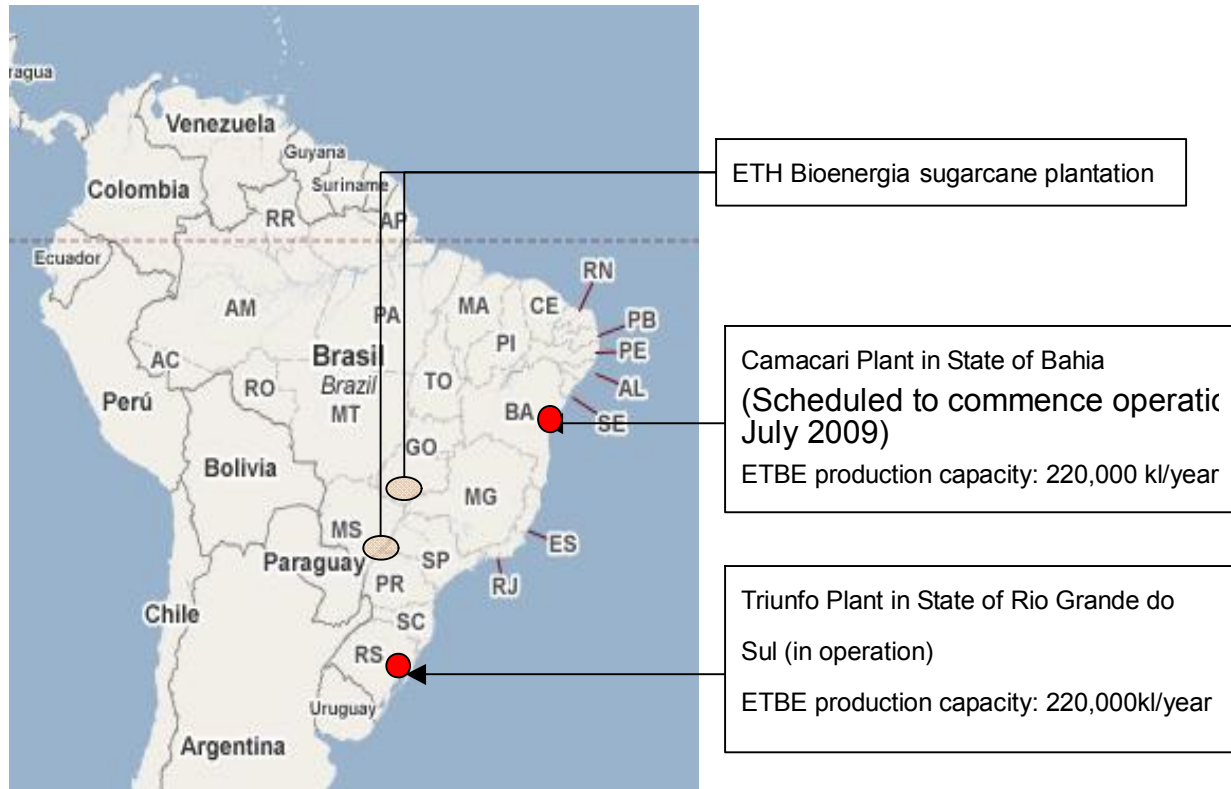 ragua
Venezuela
Guyana
Suriname
Colombia
RR
AP
Ecuador
AM
PA
MA
CE
RN
PB
PI
PE
AC
Brasil
Brazil
TO
AL
RO
Perú
MT
BA
SE
GO
Bolivia
MG
MS
ES
Paraguay
SP
RJ
PR
Chile
SC
RS
Uruguay
Argentina
ETH Bioenergia sugarcane plantation
Camacari Plant in State of Bahia
(Scheduled to commence operatio
July 2009)
ETBE production capacity: 220,000 kl/year
Triunfo Plant in State of Rio Grande do
Sul (in operation)
ETBE production capacity: 220,000kl/year